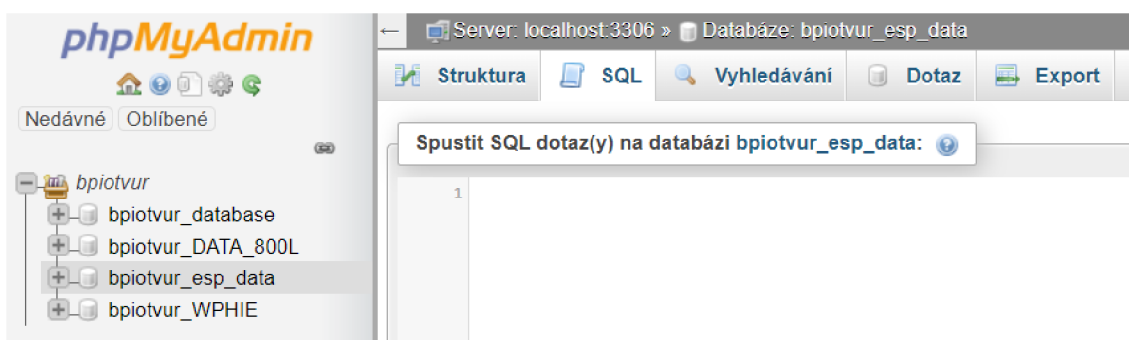 phpMyAdmin
Nedávné Oblíbené
bpiotvur
bpiotvur_database
bpiotvur_DATA_800L
bpiotvur_esp_data
bpiotvur_WPHIE
← Server: localhost:3306 » Databáze: bpiotvur_esp_data
Struktura SQL Vyhledávání Dotaz Export
Spustit SQL dotaz(y) na databázi bpiotvur_esp_data:
1